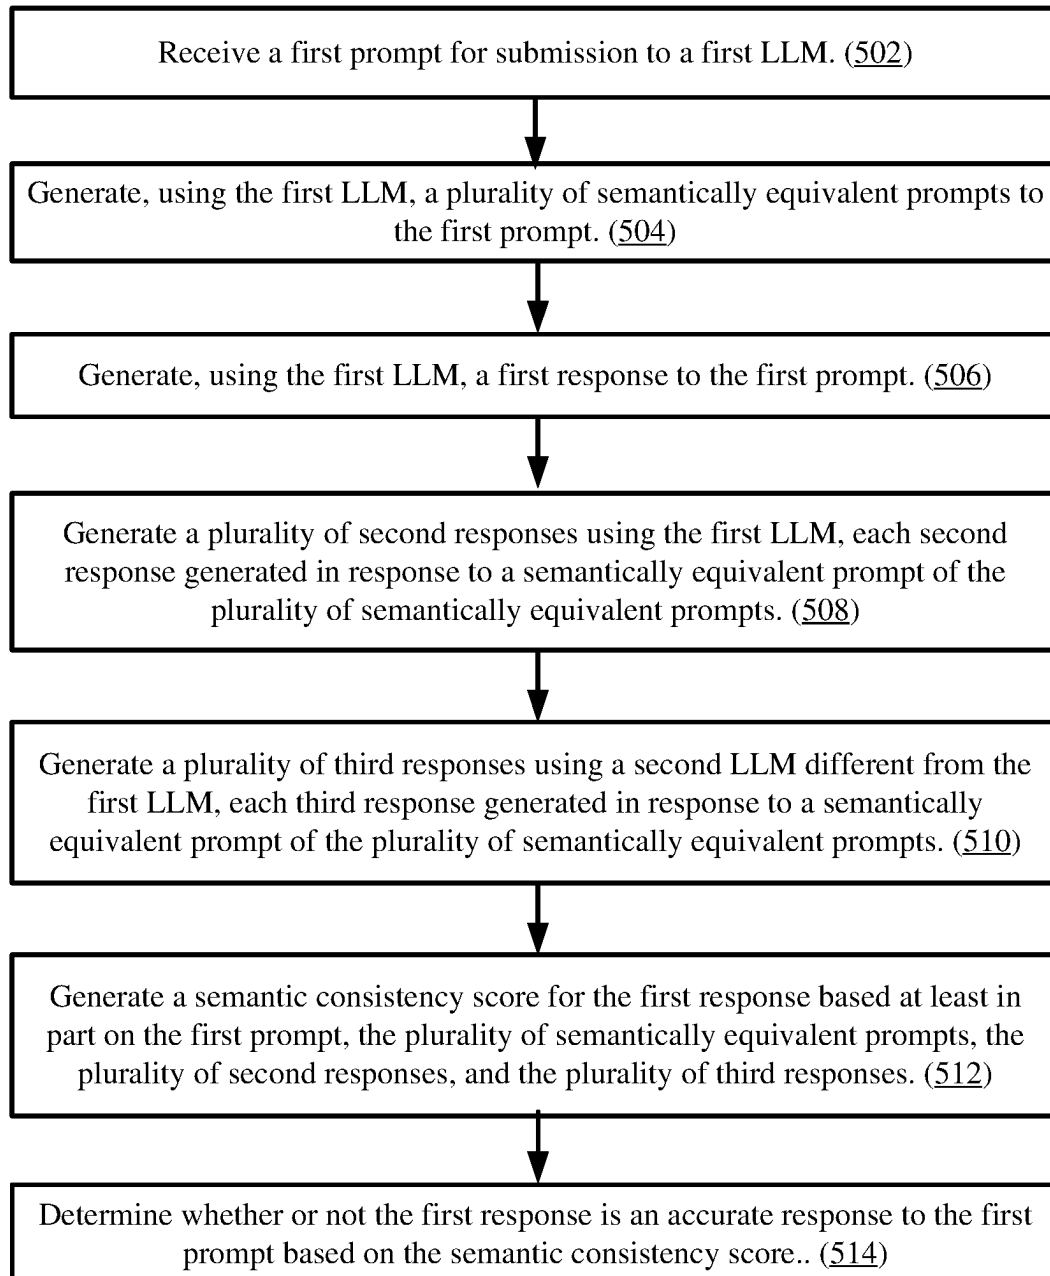 Receive a first prompt for submission to a first LLM. (502)
Generate, using the first LLM, a plurality of semantically equivalent prompts to
the first prompt. (504)
Generate, using the first LLM, a first response to the first prompt. (506)
Generate a plurality of second responses using the first LLM, each second
response generated in response to a semantically equivalent prompt of the
plurality of semantically equivalent prompts. (508)
Generate a plurality of third responses using a second LLM different from the
first LLM, each third response generated in response to a semantically
equivalent prompt of the plurality of semantically equivalent prompts. (510)
Generate a semantic consistency score for the first response based at least in
part on the first prompt, the plurality of semantically equivalent prompts, the
plurality of second responses, and the plurality of third responses. (512)
Determine whether or not the first response is an accurate response to the first
prompt based on the semantic consistency score.. (514)